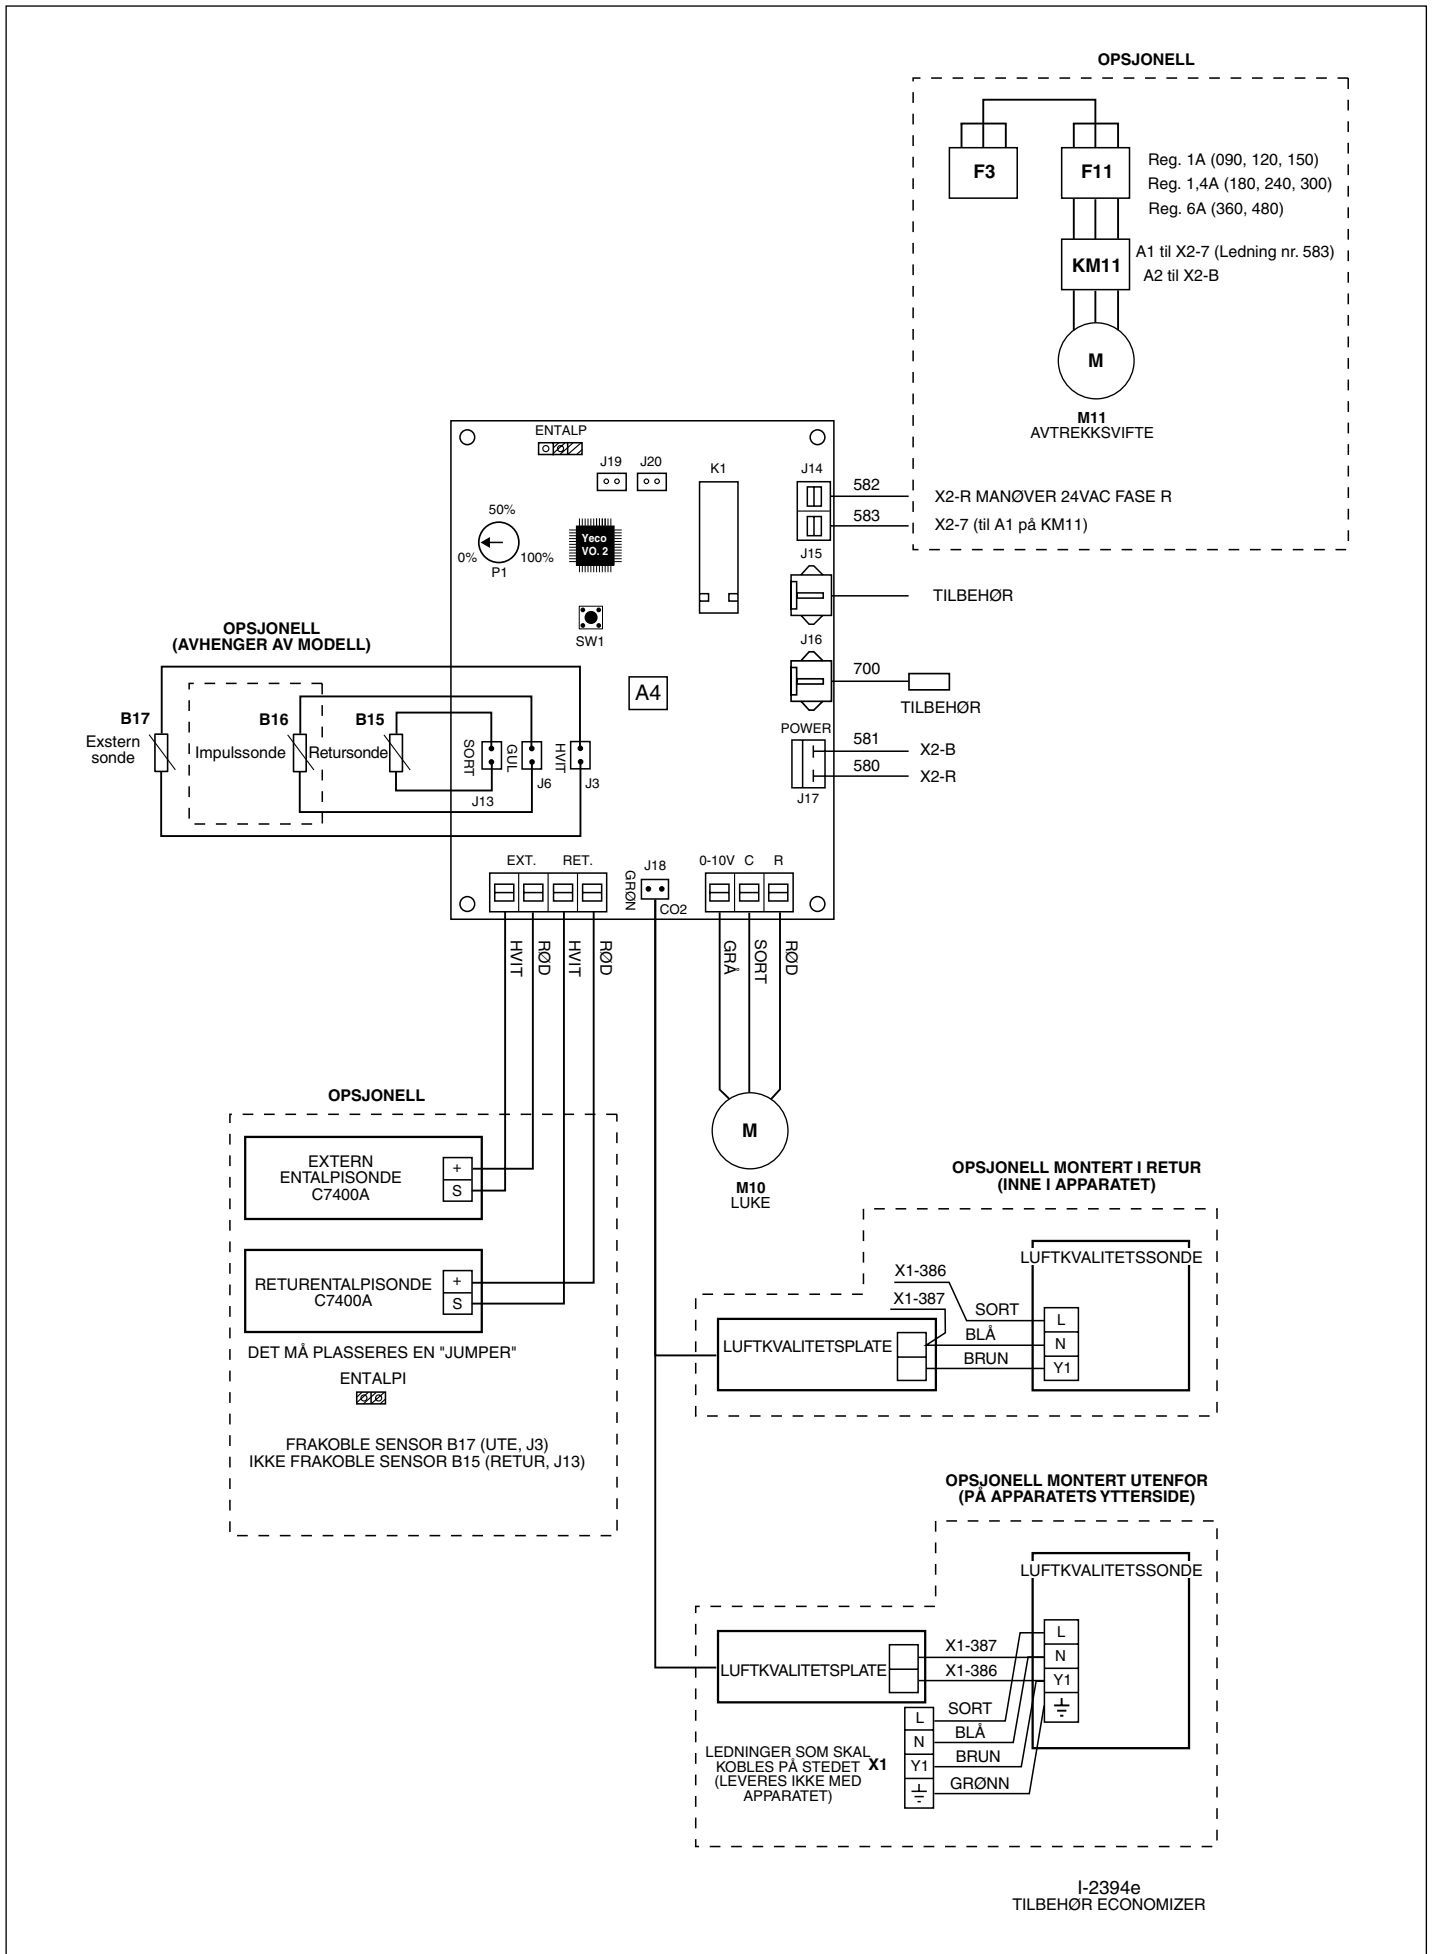 OPSJONELL
F3
F11
Reg. 1A (090, 120, 150)
Reg. 1,4A (180, 240, 300)
Reg. 6A (360, 480)
KM11
A1 til X2-7 (Ledning nr. 583)
A2 til X2-B
M
M11
AVTREKKSVIFTE
ENTALP
J19
J20
K1
J14
582
X2-R MANØVER 24VAC FASE R
583
X2-7 (til A1 på KM11)
50%
0%
100%
P1
Yeco
VO. 2
J15
TILBEHØR
SW1
OPSJONELL
(AVHENGER AV MODELL)
J16
700
TILBEHØR
A4
B17
Exstern
sonde
B16
Impulssonde
B15
Retursonde
SORT
GUL
HVIT
J13
J6
J3
POWER
581
X2-B
580
X2-R
J17
EXT.
RET.
GRØN
J18
CO2
0-10V
C
R
HVIT
RØD
HVIT
RØD
GRÅ
SORT
RØD
M
M10
LUKE
OPSJONELL
EXTERN
ENTALPISONDE
C7400A
+
S
RETURENTALPISONDE
C7400A
+
S
DET MÅ PLASSERES EN "JUMPER"
ENTALPI
FRAKOBLE SENSOR B17 (UTE, J3)
IKKE FRAKOBLE SENSOR B15 (RETUR, J13)
OPSJONELL MONTERT I RETUR
(INNE I APPARATET)
LUFTKVALITETSSONDE
X1-386
X1-387
SORT
BLÅ
BRUN
L
N
Y1
LUFTKVALITETSPLATE
OPSJONELL MONTERT UTENFOR
(PÅ APPARATETS YTTERSIDE)
LUFTKVALITETSSONDE
L
N
Y1
LUFTKVALITETSPLATE
X1-387
X1-386
SORT
BLÅ
BRUN
GRØNN
L
N
Y1
LEDNINGER SOM SKAL
KOBLES PÅ STEDET
(LEVERES IKKE MED
APPARATET)
X1
I-2394e
TILBEHØR ECONOMIZER